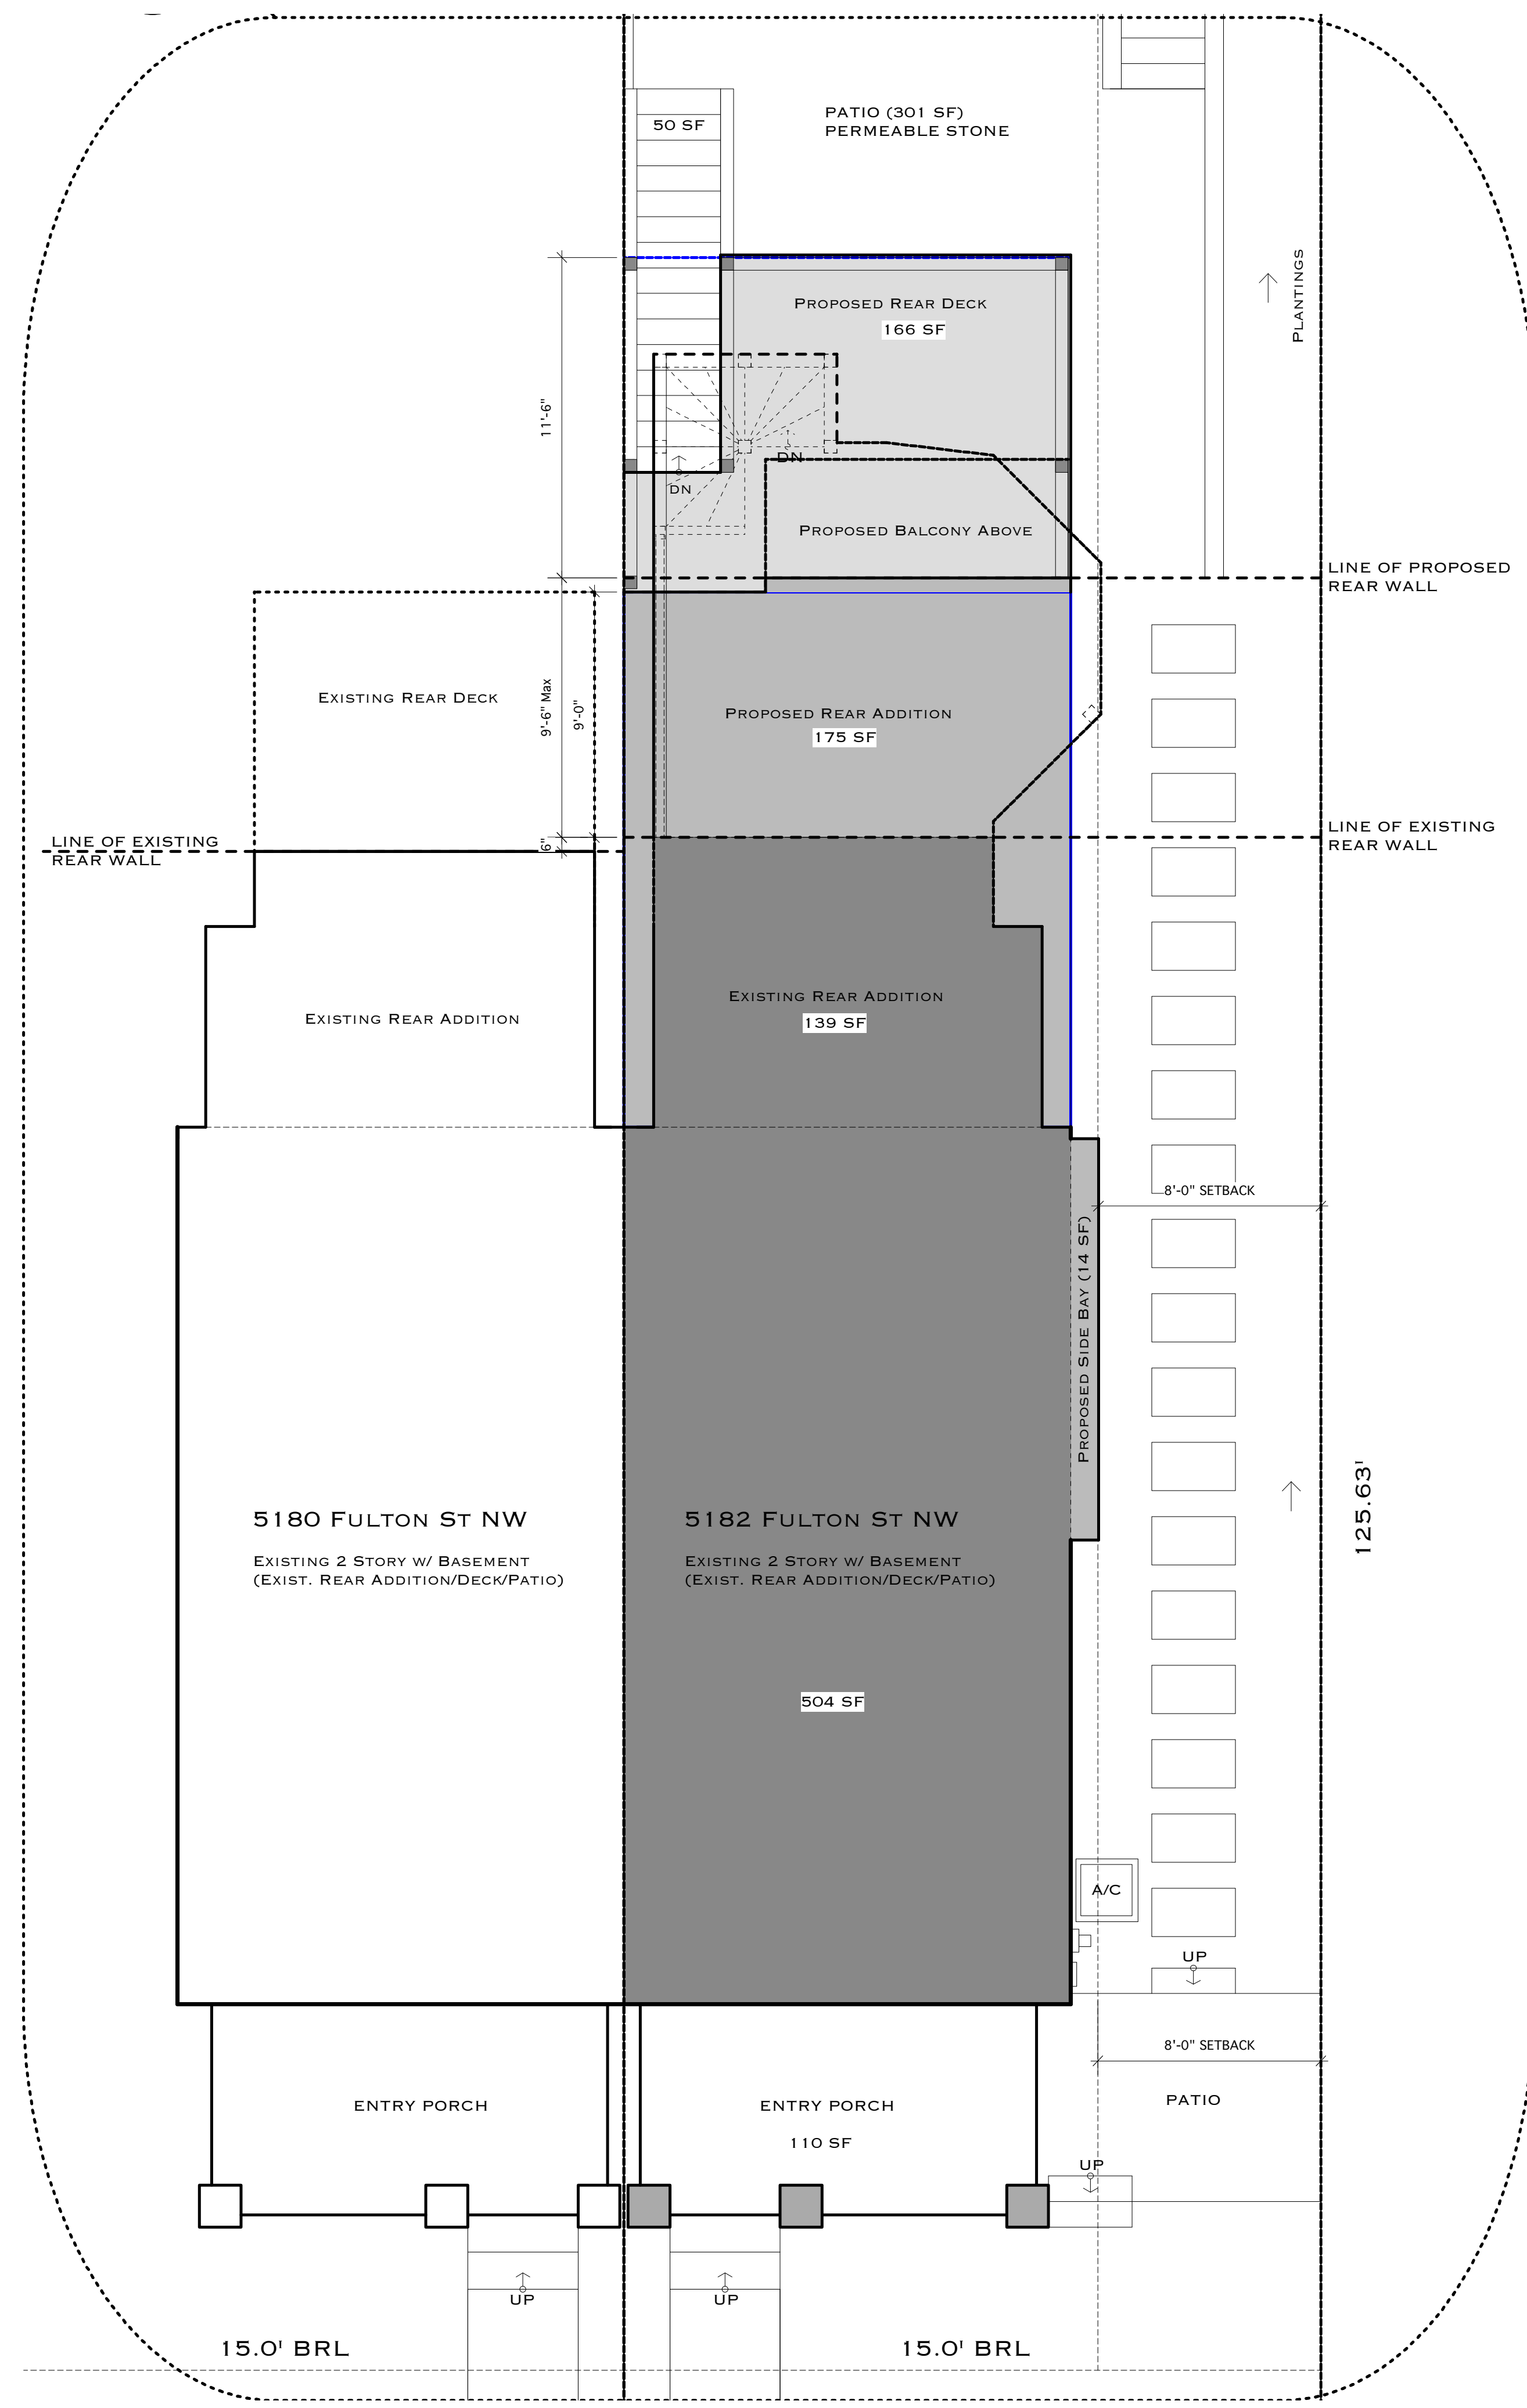 50 SF
PATIO (301 SF)
PERMEABLE STONE
PLANTINGS
PROPOSED REAR DECK
166 SF
11'-6"
DN
DN
PROPOSED BALCONY ABOVE
LINE OF PROPOSED
REAR WALL
EXISTING REAR DECK
9'-6" Max
9'-0"
PROPOSED REAR ADDITION
175 SF
LINE OF EXISTING
REAR WALL
6"
LINE OF EXISTING
REAR WALL
EXISTING REAR ADDITION
EXISTING REAR ADDITION
139 SF
8'-0" SETBACK
PROPOSED SIDE BAY (14 SF)
125.63'
5180 FULTON ST NW
EXISTING 2 STORY W/ BASEMENT
(EXIST. REAR ADDITION/DECK/PATIO)
5182 FULTON ST NW
EXISTING 2 STORY W/ BASEMENT
(EXIST. REAR ADDITION/DECK/PATIO)
504 SF
A/C
UP
8'-0" SETBACK
ENTRY PORCH
ENTRY PORCH
110 SF
PATIO
UP
UP
UP
15.0' BRL
15.0' BRL